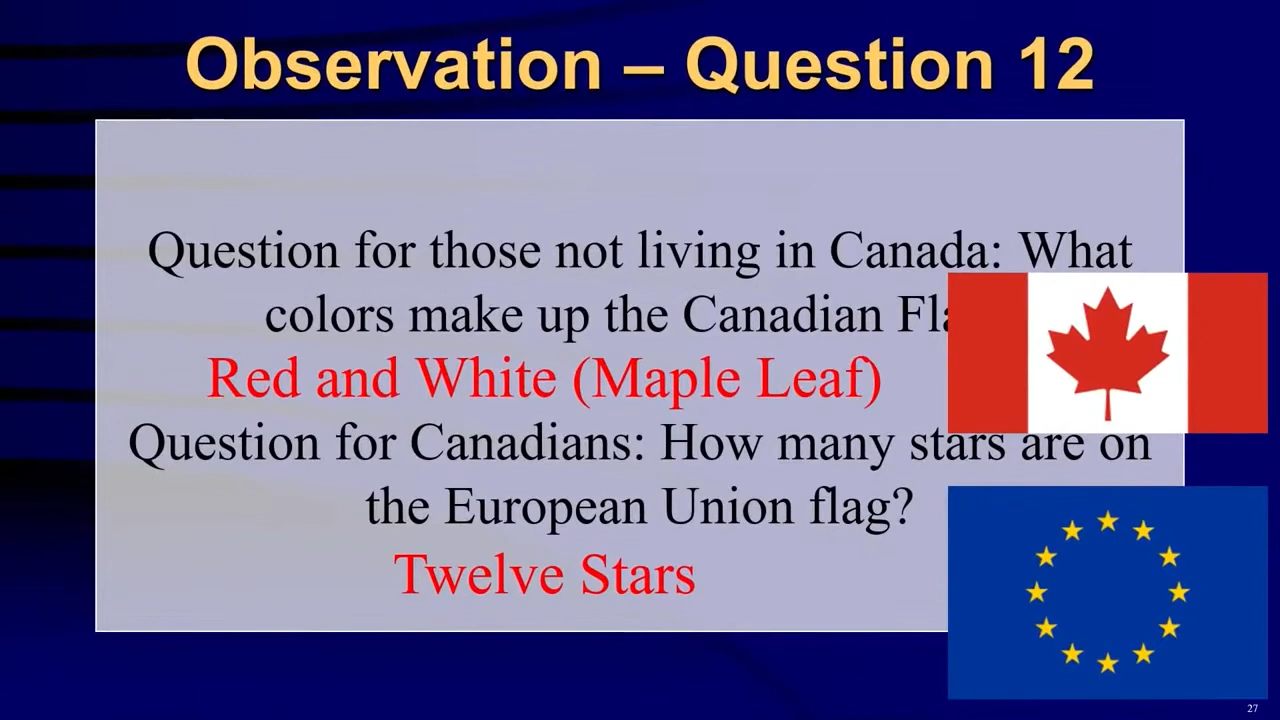 Observation – Question 12
Question for those not living in Canada: What
colors make up the Canadian Fla
Red and White (Maple Leaf)
Question for Canadians: How many stars are on
the European Union flag?
Twelve Stars
27